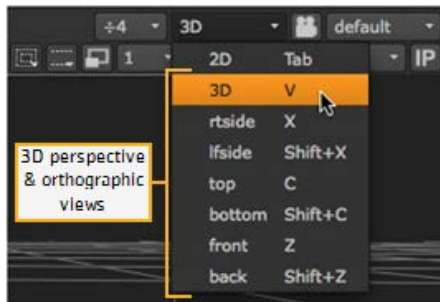 ÷4 3D default
1 IP
2D Tab
3D V
rtside X
lfside Shift+X
top C
bottom Shift+C
front Z
back Shift+Z
3D perspective
& orthographic
views